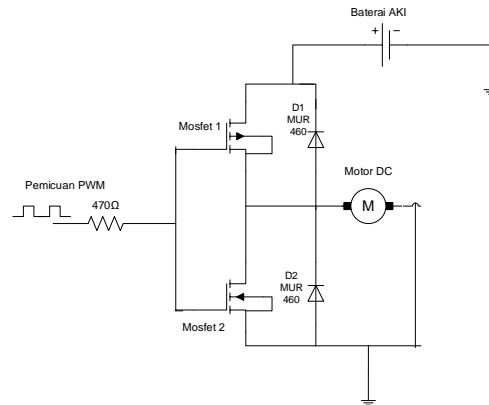 Baterai AKI
+ −
D1
MUR
460
Mosfet 1
Motor DC
Pemicuan PWM
470Ω
M
D2
MUR
460
Mosfet 2